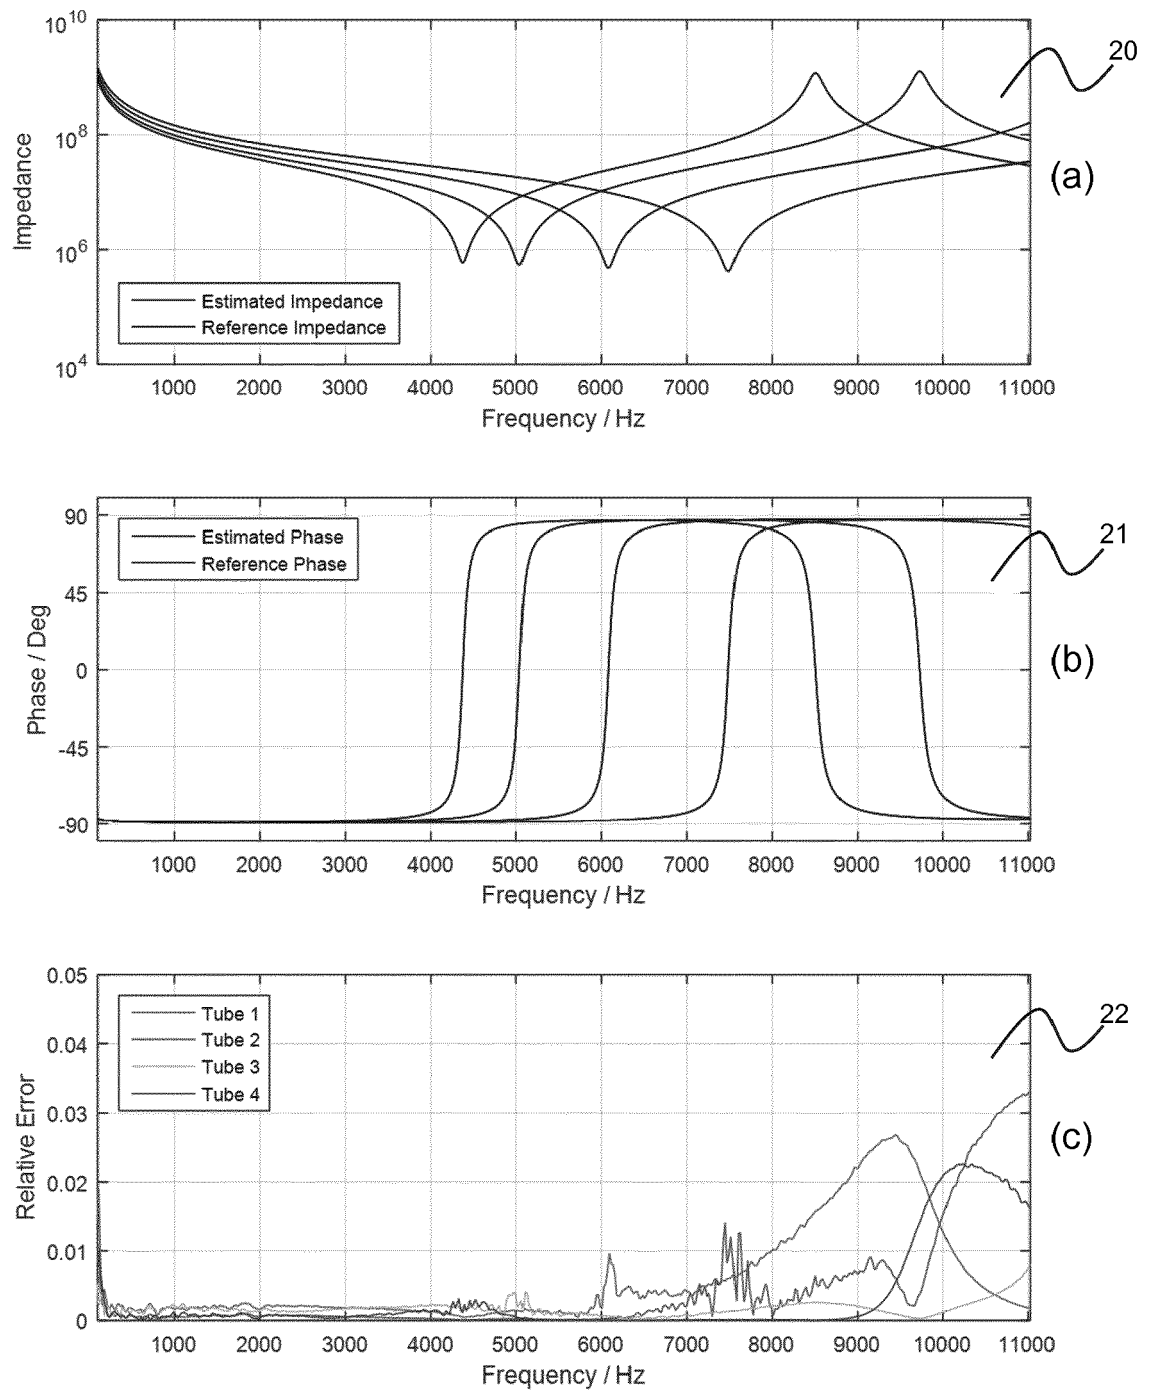 10^10
10^8
10^6
10^4
Impedance
Estimated Impedance
Reference Impedance
1000 2000 3000 4000 5000 6000 7000 8000 9000 10000 11000
Frequency / Hz
20
(a)
90
45
0
-45
-90
Phase / Deg
Estimated Phase
Reference Phase
1000 2000 3000 4000 5000 6000 7000 8000 9000 10000 11000
Frequency / Hz
21
(b)
0.05
0.04
0.03
0.02
0.01
0
Relative Error
Tube 1
Tube 2
Tube 3
Tube 4
1000 2000 3000 4000 5000 6000 7000 8000 9000 10000 11000
Frequency / Hz
22
(c)